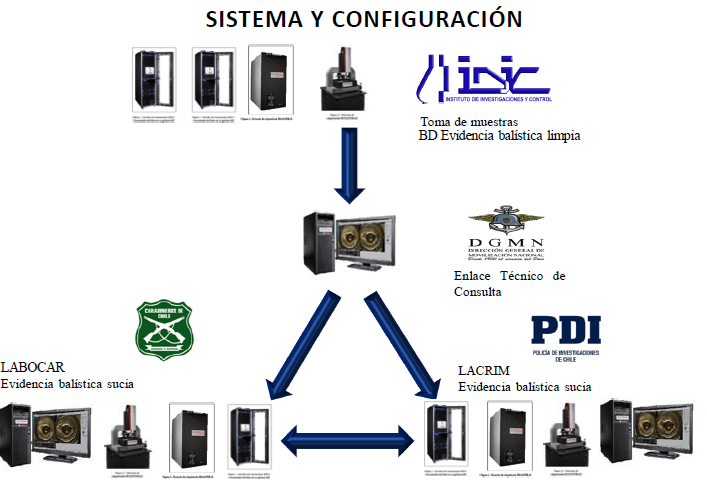 SISTEMA Y CONFIGURACIÓN
INIC
INSTITUTO DE INVESTIGACIONES Y CONTROL
Toma de muestras
BD Evidencia balística limpia
DGMN
DIRECCIÓN GENERAL DE
MOVILIZACIÓN NACIONAL
Enlace Técnico de
Consulta
CARABINEROS DE
CHILE
PDI
POLICÍA DE INVESTIGACIONES
DE CHILE
LABOCAR
Evidencia balística sucia
LACRIM
Evidencia balística sucia